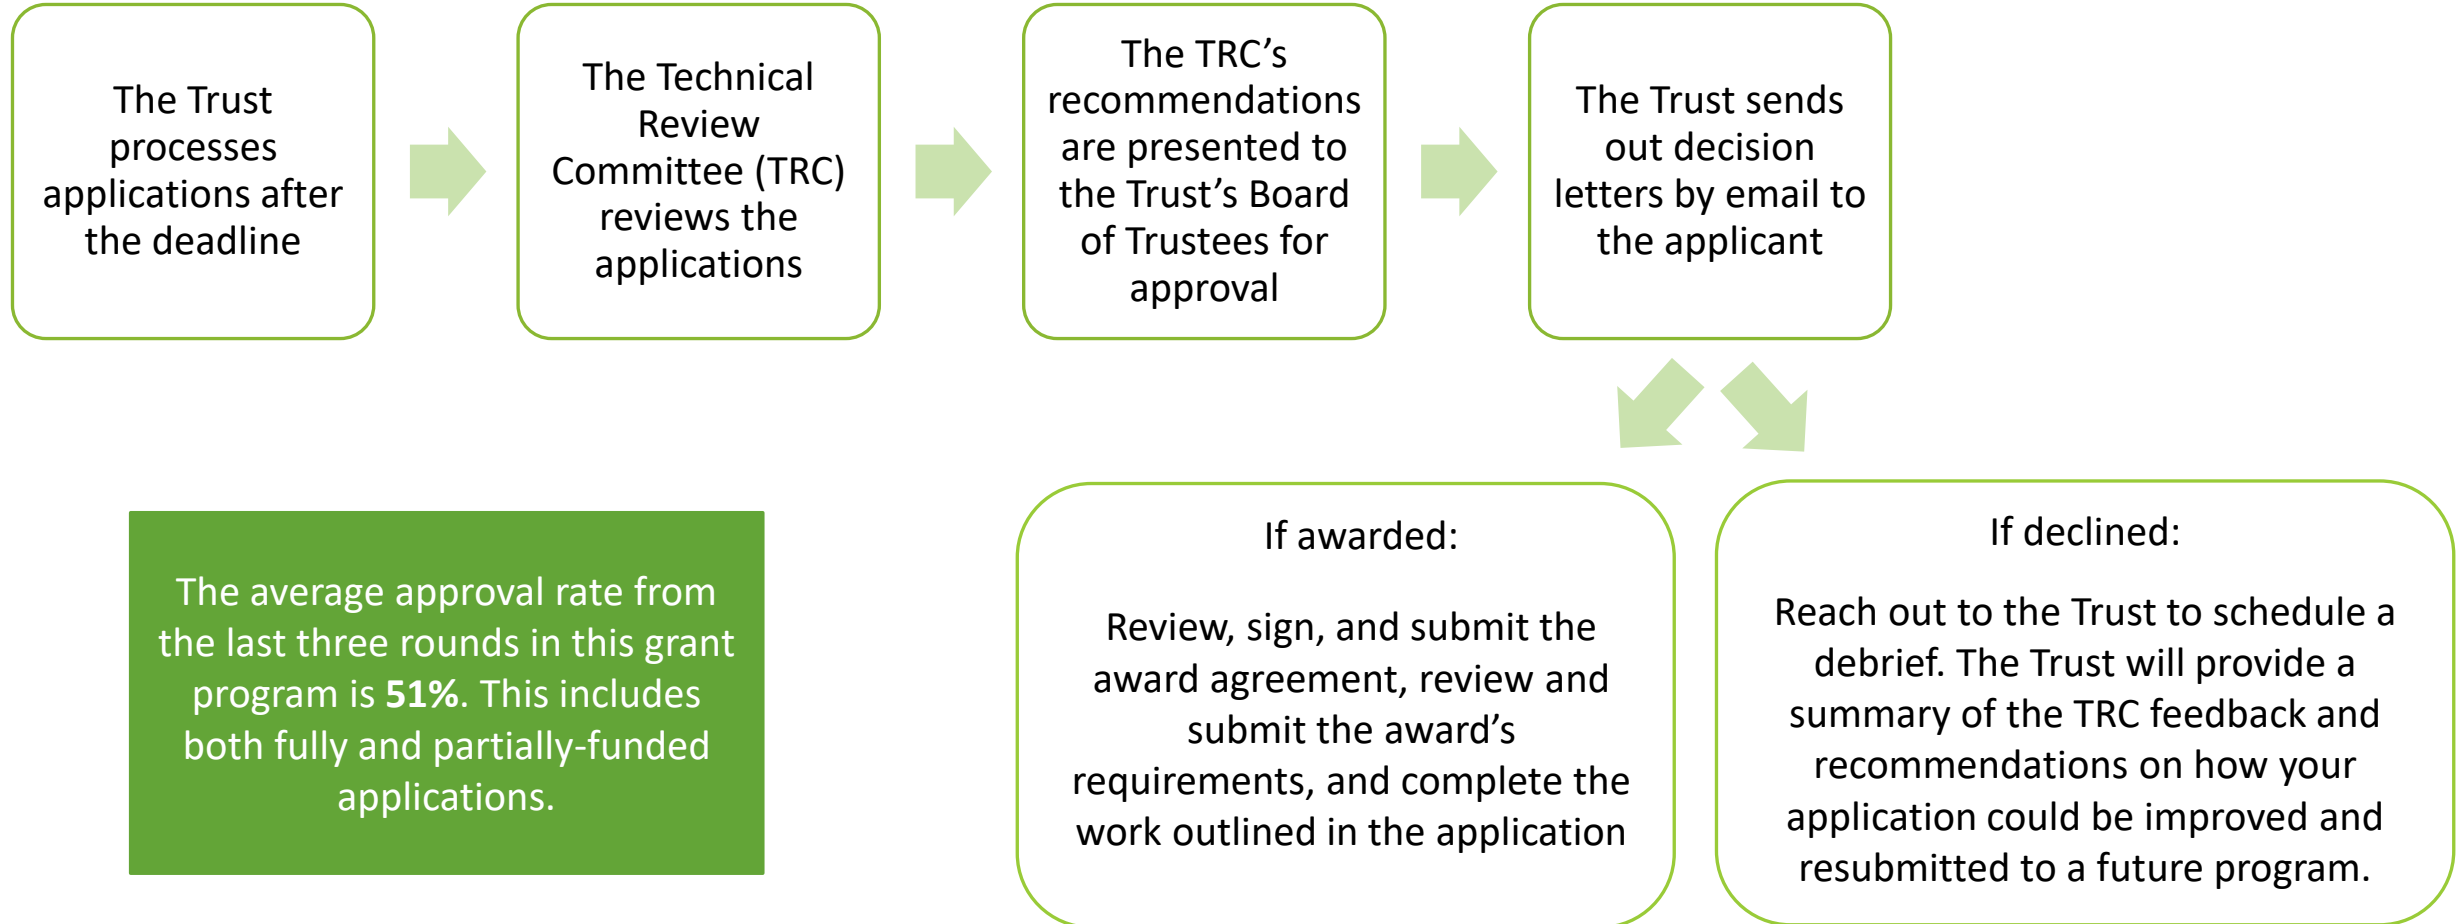 The Trust
processes
applications after
the deadline
The Technical
Review
Committee (TRC)
reviews the
applications
The TRC’s
recommendations
are presented to
the Trust’s Board
of Trustees for
approval
The Trust sends
out decision
letters by email to
the applicant
The average approval rate from
the last three rounds in this grant
program is 51%. This includes
both fully and partially-funded
applications.
If awarded:
Review, sign, and submit the
award agreement, review and
submit the award’s
requirements, and complete the
work outlined in the application
If declined:
Reach out to the Trust to schedule a
debrief. The Trust will provide a
summary of the TRC feedback and
recommendations on how your
application could be improved and
resubmitted to a future program.